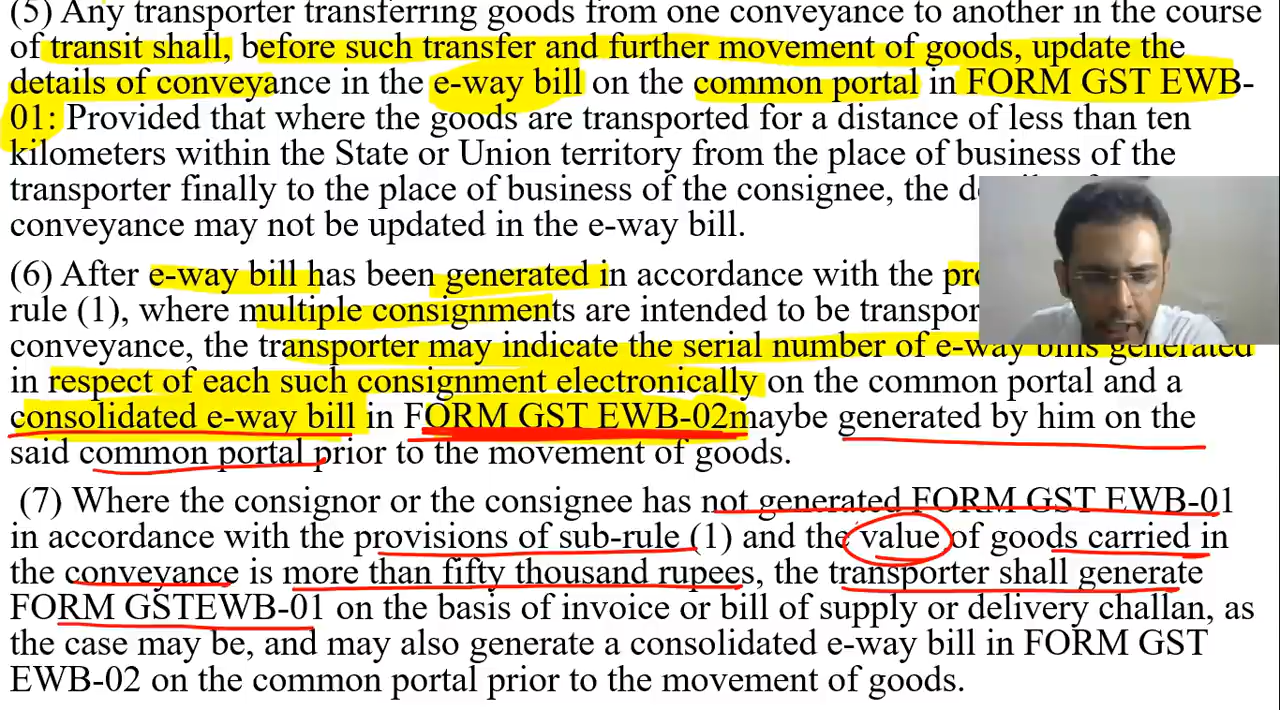 (5) Any transporter transferring goods from one conveyance to another in the course
of transit shall, before such transfer and further movement of goods, update the
details of conveyance in the e-way bill on the common portal in FORM GST EWB-
01: Provided that where the goods are transported for a distance of less than ten
kilometers within the State or Union territory from the place of business of the
transporter finally to the place of business of the consignee, the
conveyance may not be updated in the e-way bill.
(6) After e-way bill has been generated in accordance with the
rule (1), where multiple consignments are intended to be
conveyance, the transporter may indicate the serial number of e-way bills generated
in respect of each such consignment electronically on the common portal and a
consolidated e-way bill in FORM GST EWB-02maybe generated by him on the
said common portal prior to the movement of goods.
(7) Where the consignor or the consignee has not generated FORM GST EWB-01
in accordance with the provisions of sub-rule (1) and the value of goods carried in
the conveyance is more than fifty thousand rupees, the transporter shall generate
FORM GSTEWB-01 on the basis of invoice or bill of supply or delivery challan, as
the case may be, and may also generate a consolidated e-way bill in FORM GST
EWB-02 on the common portal prior to the movement of goods.